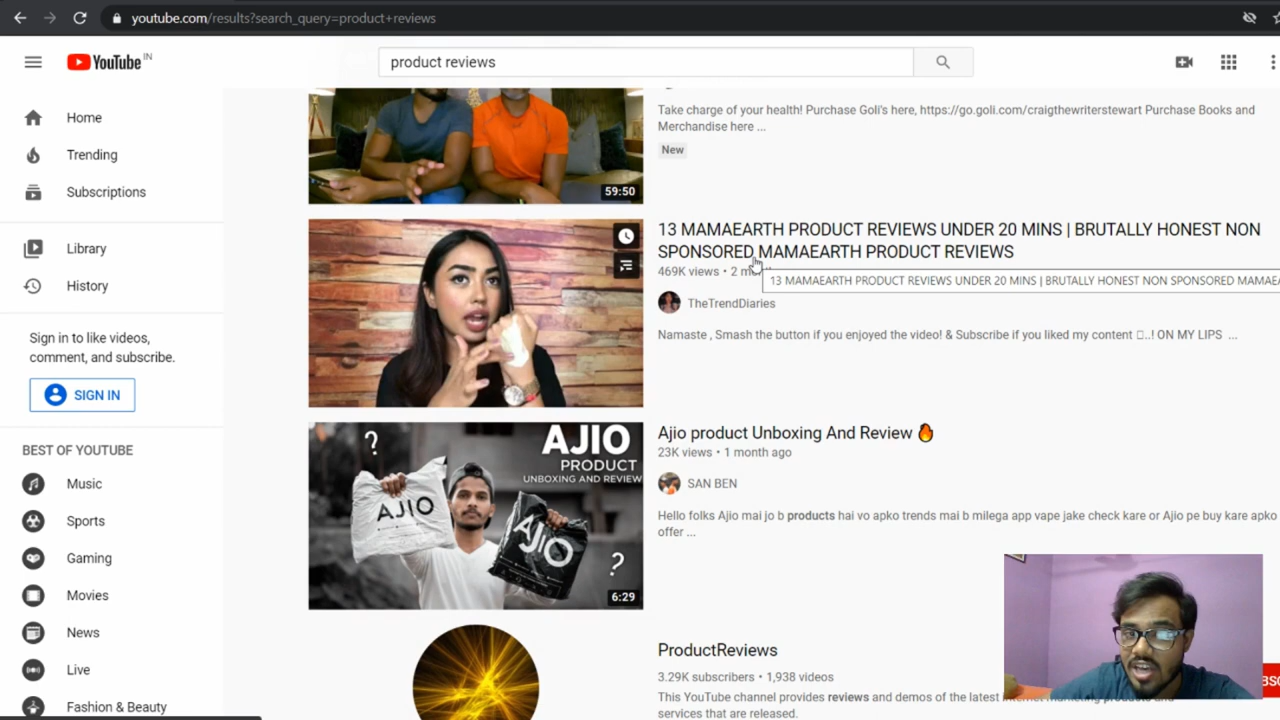 youtube.com/results?search_query=product+reviews
YouTube IN
product reviews
Home
Trending
Subscriptions
Library
History
Sign in to like videos,
comment, and subscribe.
SIGN IN
BEST OF YOUTUBE
Music
Sports
Gaming
Movies
News
Live
Fashion & Beauty
59:50
Take charge of your health! Purchase Goli's here, https://go.goli.com/craigthewriterstewart Purchase Books and
Merchandise here ...
New
13 MAMAEARTH PRODUCT REVIEWS UNDER 20 MINS | BRUTALLY HONEST NON
SPONSORED MAMAEARTH PRODUCT REVIEWS
469K views • 2
13 MAMAEARTH PRODUCT REVIEWS UNDER 20 MINS | BRUTALLY HONEST NON SPONSORED MAMAEA
TheTrendDiaries
Namaste , Smash the button if you enjoyed the video! & Subscribe if you liked my content □..! ON MY LIPS ...
AJIO
PRODUCT
UNBOXING AND REVIEW
? AJIO
AJIO ?
6:29
Ajio product Unboxing And Review 🔥
23K views • 1 month ago
SAN BEN
Hello folks Ajio mai jo b products hai vo apko trends mai b milega app vape jake check kare or Ajio pe buy kare apko
offer ...
ProductReviews
3.29K subscribers • 1,938 videos
This YouTube channel provides reviews and demos of the latest internet marketing products and
services that are released.